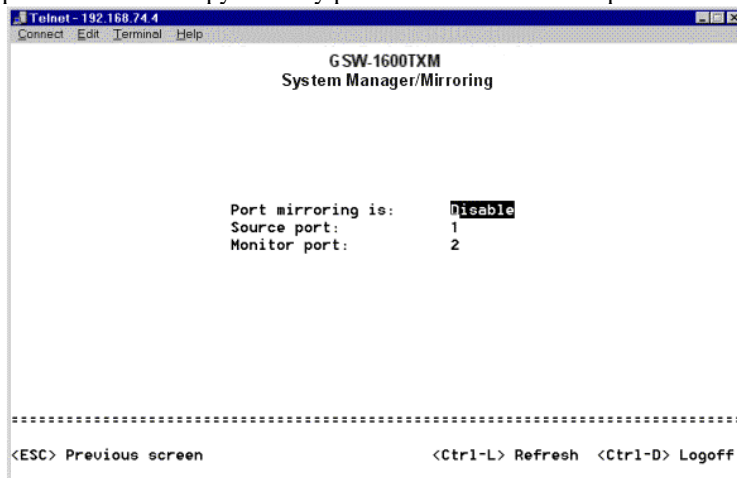 Telnet - 192.168.74.4
Connect Edit Terminal Help
GSW-1600TXM
System Manager/Mirroring
Port mirroring is: Disable
Source port: 1
Monitor port: 2
<ESC> Previous screen <Ctrl-L> Refresh <Ctrl-D> Logoff